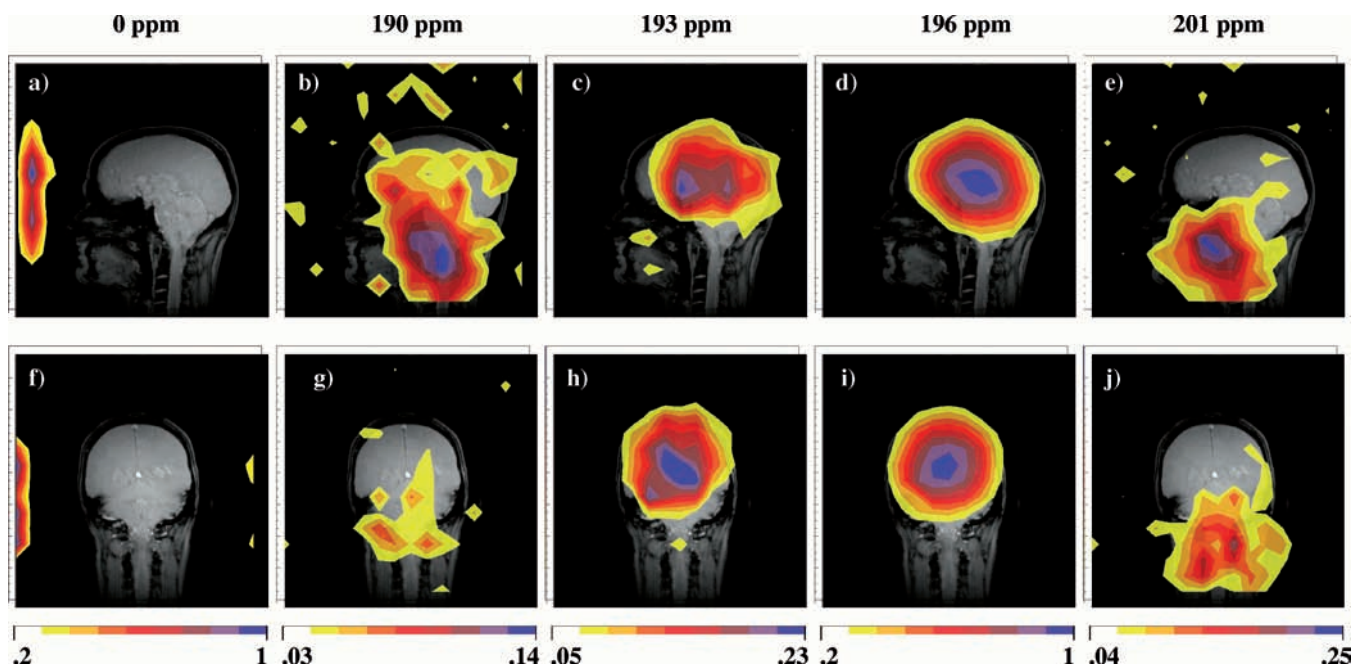 0 ppm 190 ppm 193 ppm 196 ppm 201 ppm
a) b) c) d) e)
f) g) h) i) j)
.2 1 .03 .14 .05 .23 .2 1 .04 .25